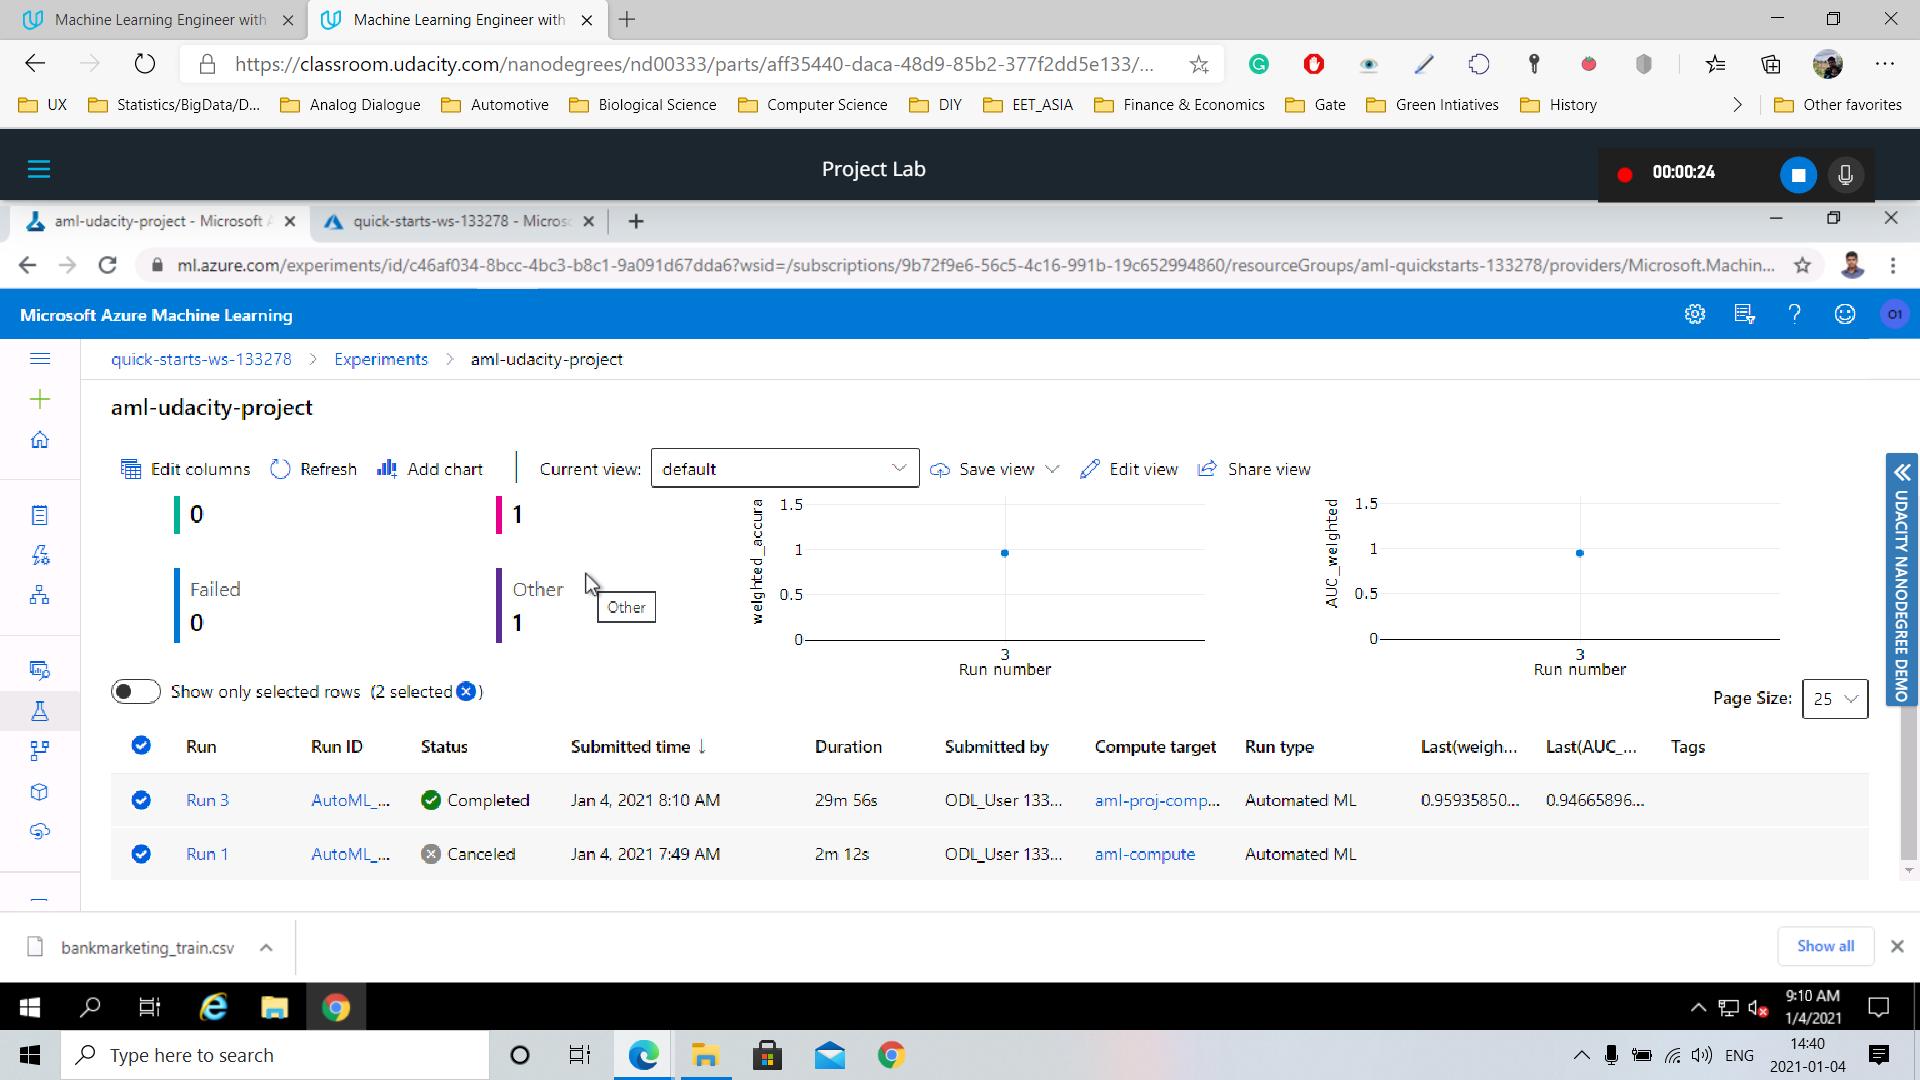 Machine Learning Engineer with
Machine Learning Engineer with
https://classroom.udacity.com/nanodegrees/nd00333/parts/aff35440-daca-48d9-85b2-377f2dd5e133/...
UX
Statistics/BigData/D...
Analog Dialogue
Automotive
Biological Science
Computer Science
DIY
EET_ASIA
Finance & Economics
Gate
Green Intiatives
History
Other favorites
Project Lab
00:00:24
aml-udacity-project - Microsoft A
quick-starts-ws-133278 - Microso
ml.azure.com/experiments/id/c46af034-8bcc-4bc3-b8c1-9a091d67dda6?wsid=/subscriptions/9b72f9e6-56c5-4c16-991b-19c652994860/resourceGroups/aml-quickstarts-133278/providers/Microsoft.Machin...
Microsoft Azure Machine Learning
01
quick-starts-ws-133278 > Experiments > aml-udacity-project
aml-udacity-project
Edit columns Refresh Add chart Current view: default Save view Edit view Share view
0
1
Failed
0
Other
1
Other
weighted_accura
1.5
1
0.5
0
3
Run number
AUC_weighted
1.5
1
0.5
0
3
Run number
UDACITY NANODEGREE DEMO
Show only selected rows (2 selected )
Page Size: 25
Run Run ID Status Submitted time ↓ Duration Submitted by Compute target Run type Last(weigh... Last(AUC_... Tags
Run 3 AutoML_... Completed Jan 4, 2021 8:10 AM 29m 56s ODL_User 133... aml-proj-comp... Automated ML 0.95935850... 0.94665896...
Run 1 AutoML_... Canceled Jan 4, 2021 7:49 AM 2m 12s ODL_User 133... aml-compute Automated ML
bankmarketing_train.csv
Show all
9:10 AM
1/4/2021
Type here to search
ENG
14:40
2021-01-04